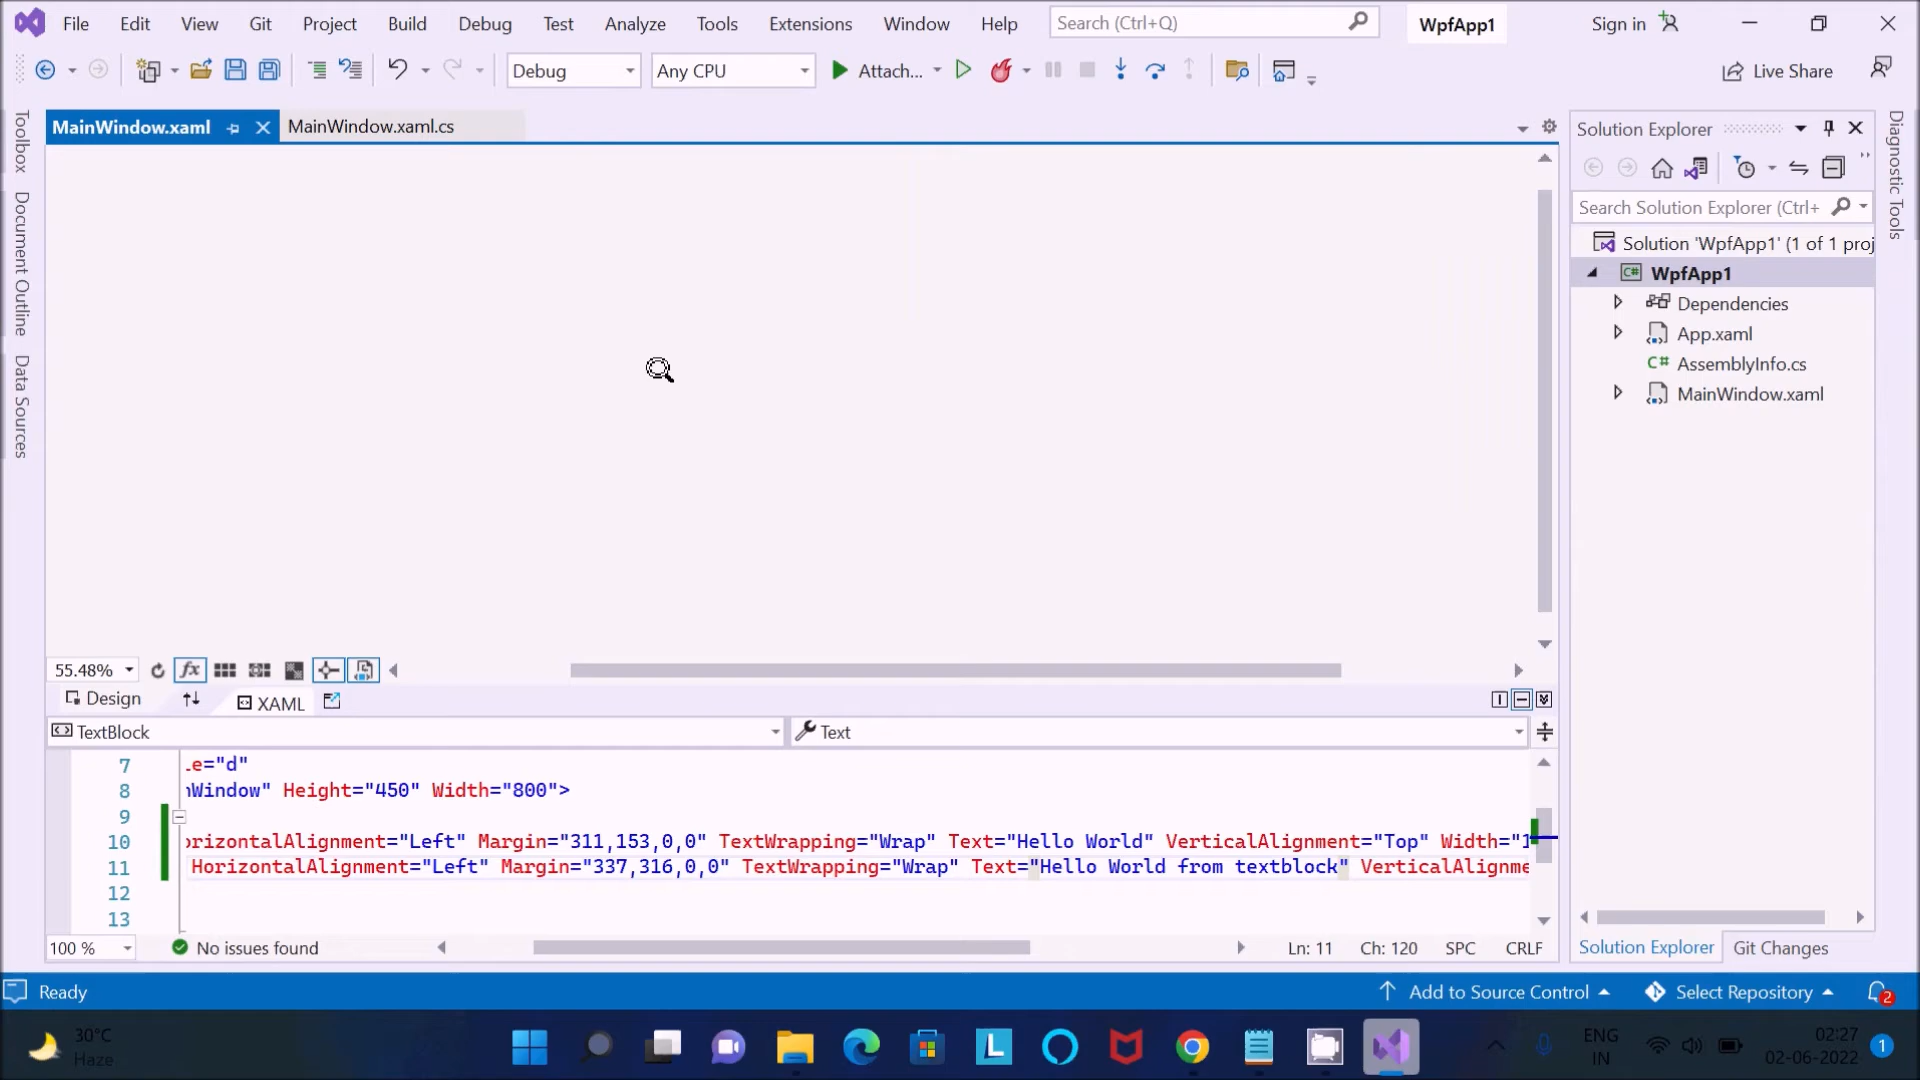 File Edit View Git Project Build Debug Test Analyze Tools Extensions Window Help Search (Ctrl+Q) WpfApp1 Sign in
Debug Any CPU Attach... Live Share
MainWindow.xaml MainWindow.xaml.cs
Toolbox
Document Outline
Data Sources
Solution Explorer
Search Solution Explorer (Ctrl+
Solution 'WpfApp1' (1 of 1 proj
C# WpfApp1
Dependencies
App.xaml
C# AssemblyInfo.cs
MainWindow.xaml
Diagnostic Tools
55.48% fx
Design XAML
TextBlock Text
7 .e="d"
8 Window" Height="450" Width="800">
9
10 orizontalAlignment="Left" Margin="311,153,0,0" TextWrapping="Wrap" Text="Hello World" VerticalAlignment="Top" Width="1
11 HorizontalAlignment="Left" Margin="337,316,0,0" TextWrapping="Wrap" Text="Hello World from textblock" VerticalAlignme
12
13
100 % No issues found Ln: 11 Ch: 120 SPC CRLF
Solution Explorer Git Changes
Ready Add to Source Control Select Repository 2
30°C
Haze
L
ENG
IN
02:27
02-06-2022
1